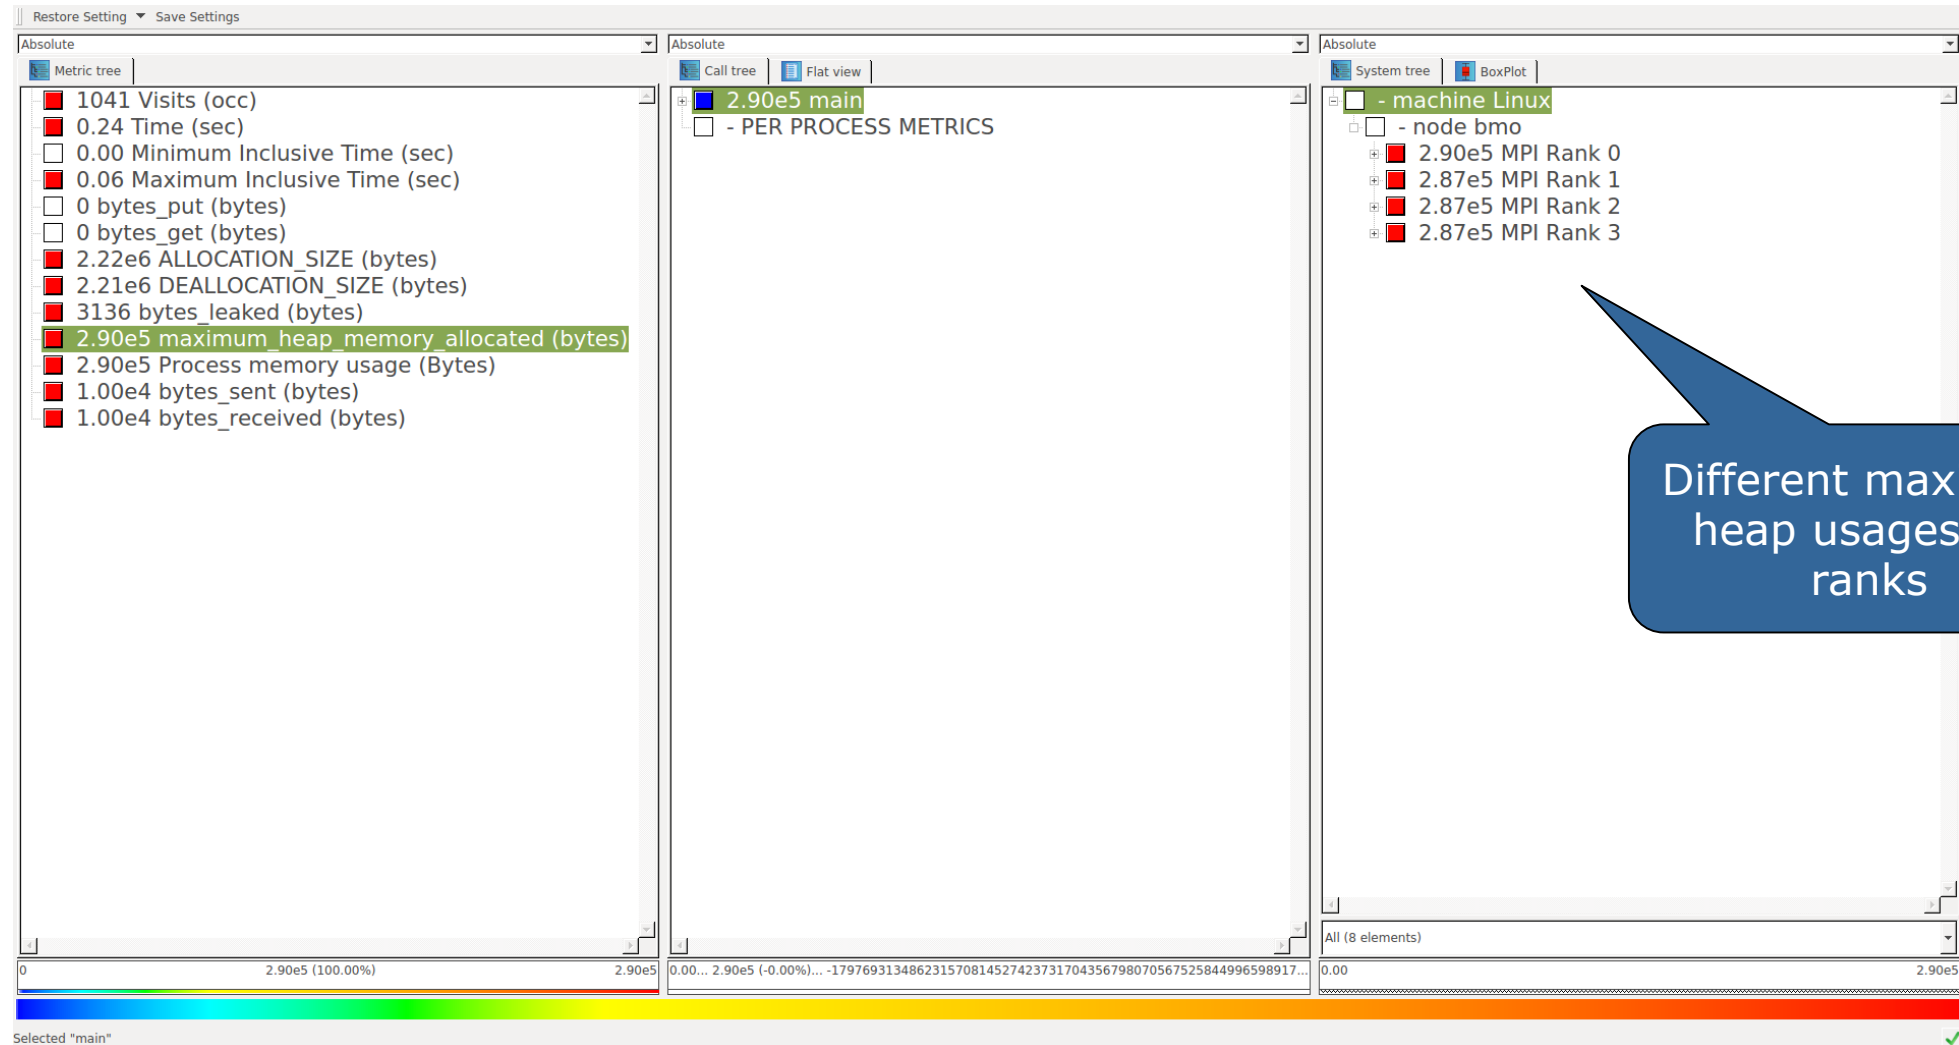 Restore Setting Save Settings
Absolute
Metric tree
1041 Visits (occ)
0.24 Time (sec)
0.00 Minimum Inclusive Time (sec)
0.06 Maximum Inclusive Time (sec)
0 bytes_put (bytes)
0 bytes_get (bytes)
2.22e6 ALLOCATION_SIZE (bytes)
2.21e6 DEALLOCATION_SIZE (bytes)
3136 bytes_leaked (bytes)
2.90e5 maximum_heap_memory_allocated (bytes)
2.90e5 Process memory usage (Bytes)
1.00e4 bytes_sent (bytes)
1.00e4 bytes_received (bytes)
0 2.90e5 (100.00%) 2.90e5
Absolute
Call tree Flat view
2.90e5 main
- PER PROCESS METRICS
0.00... 2.90e5 (-0.00%)... -179769313486231570814527423731704356798070567525844996598917...
Absolute
System tree BoxPlot
- machine Linux
- node bmo
2.90e5 MPI Rank 0
2.87e5 MPI Rank 1
2.87e5 MPI Rank 2
2.87e5 MPI Rank 3
Different max
heap usages
ranks
All (8 elements)
0.00 2.90e5
Selected "main"